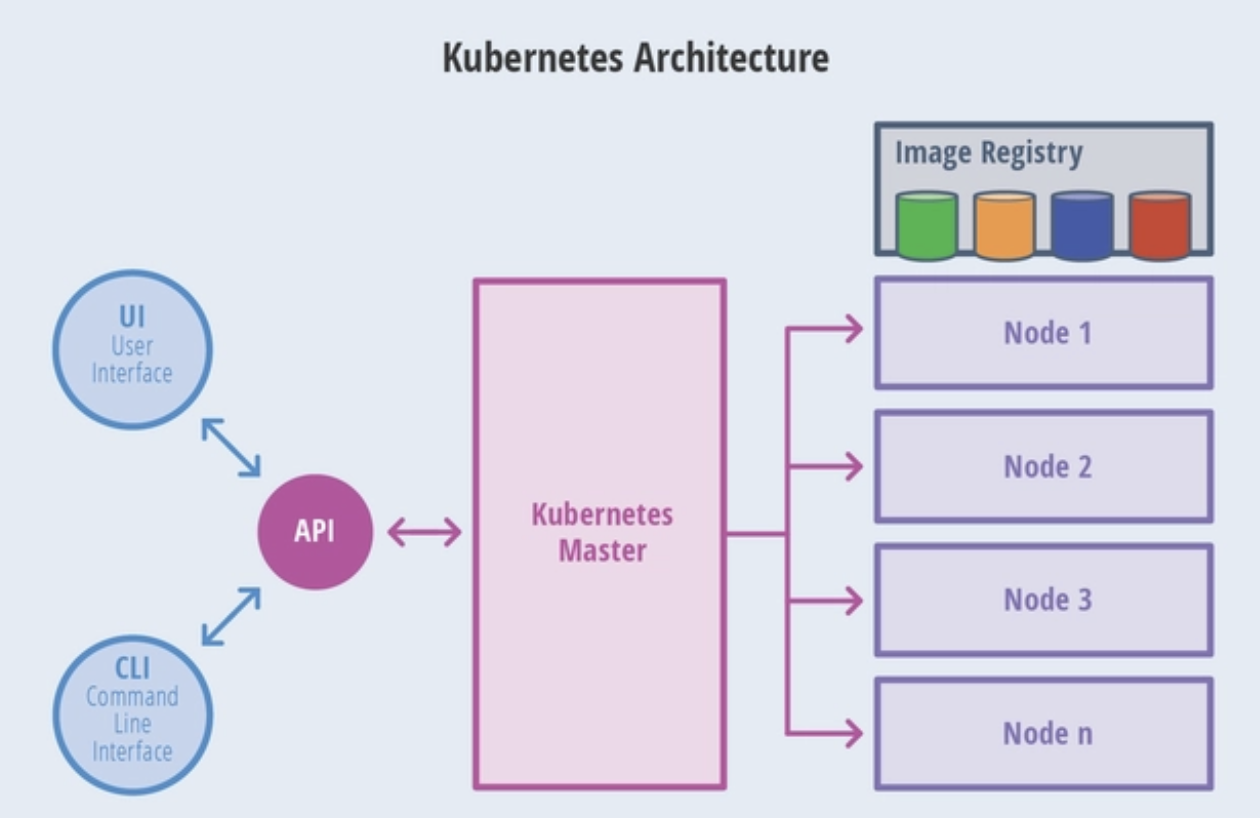 Kubernetes Architecture
Image Registry
UI
User
Interface
API
CLI
Command
Line
Interface
Kubernetes
Master
Node 1
Node 2
Node 3
Node n